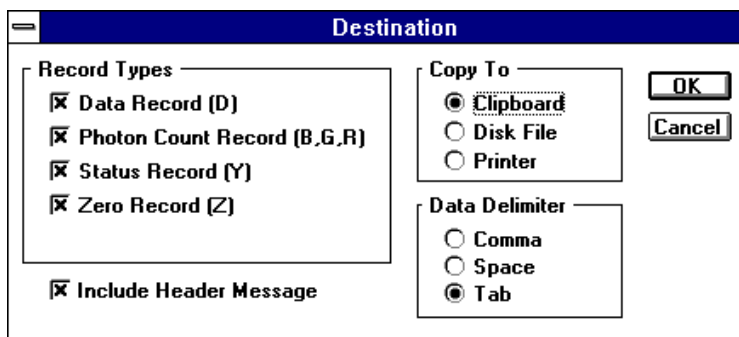 Destination
Record Types
Data Record (D)
Photon Count Record (B,G,R)
Status Record (Y)
Zero Record (Z)
Include Header Message
Copy To
Clipboard
Disk File
Printer
Data Delimiter
Comma
Space
Tab
OK
Cancel